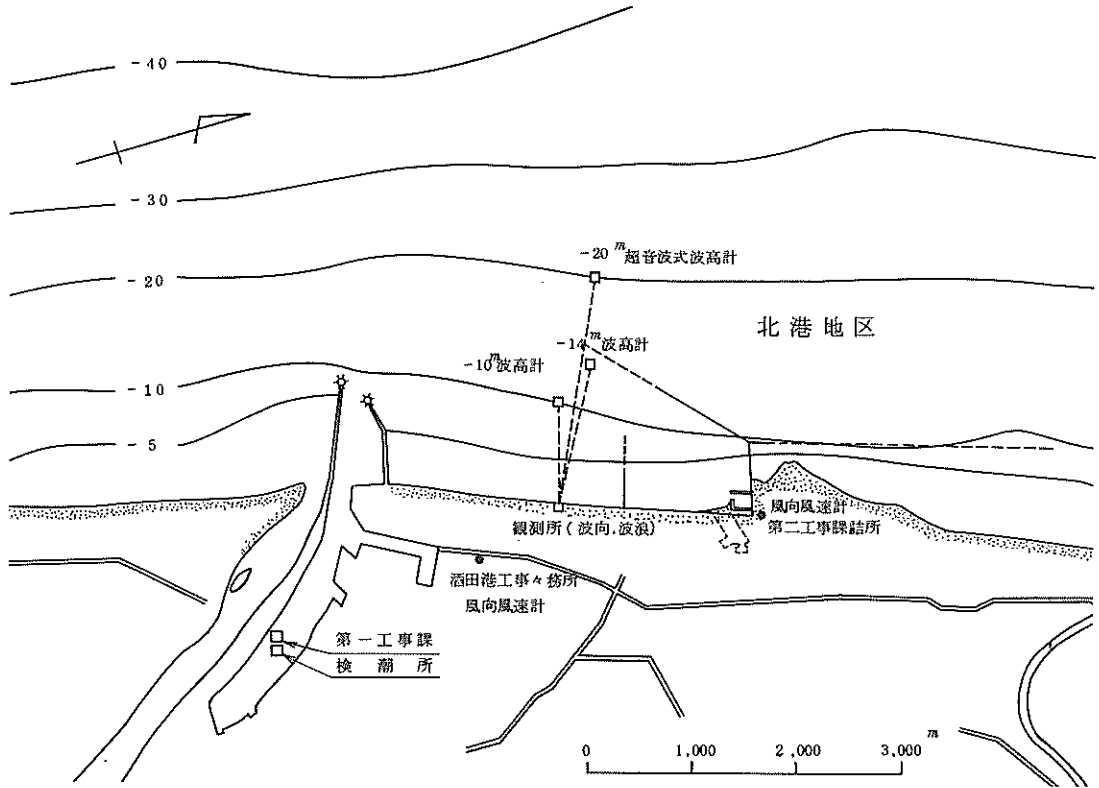 -40
-30
-20
-10
-5
-20m超音波式波高計
北港地区
-14m波高計
-10m波高計
風向風速計
第二工事課詰所
観測所(波向.波浪)
酒田港工事々務所
風向風速計
第一工事課
検潮所
m
0 1,000 2,000 3,000